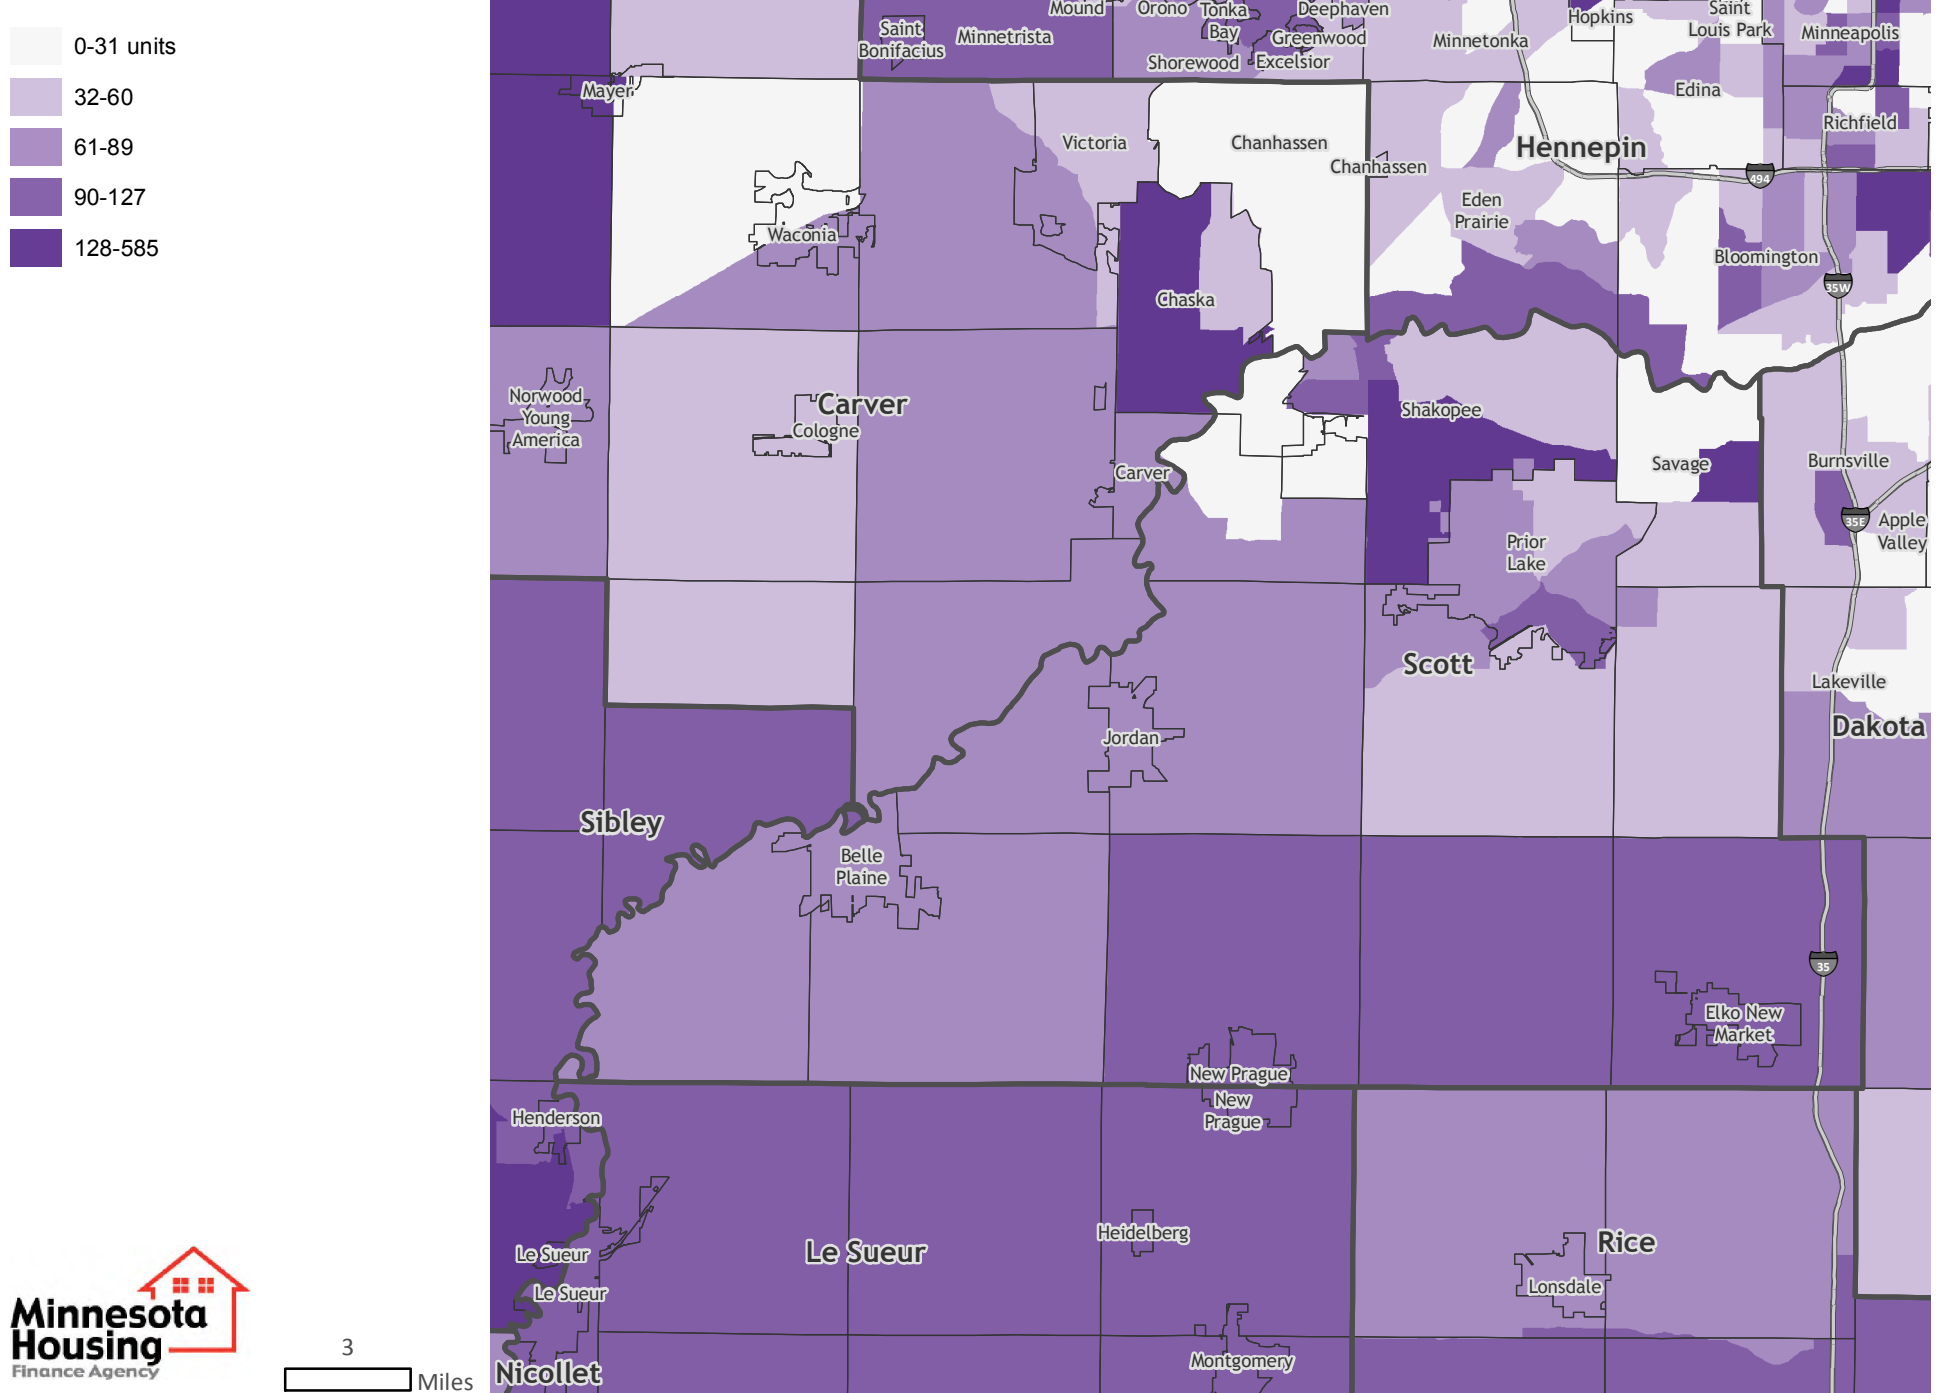 0-31 units
32-60
61-89
90-127
128-585
Mound
Orono
Tonka
Bay
Deephaven
Greenwood
Excelsior
Shorewood
Saint
Bonifacius
Minnetrista
Minnetonka
Hopkins
Saint
Louis Park
Minneapolis
Edina
Richfield
Mayer
Victoria
Chanhassen
Chanhassen
Hennepin
494
Eden
Prairie
Waconia
Bloomington
35W
Chaska
Norwood
Young
America
Carver
Cologne
Shakopee
Carver
Savage
Burnsville
35E
Apple
Valley
Prior
Lake
Scott
Lakeville
Dakota
Jordan
Sibley
Belle
Plaine
35
Elko New
Market
New Prague
New
Prague
Henderson
Le Sueur
Le Sueur
Le Sueur
Heidelberg
Rice
Lonsdale
Montgomery
Nicollet
Minnesota
Housing
Finance Agency
3
Miles